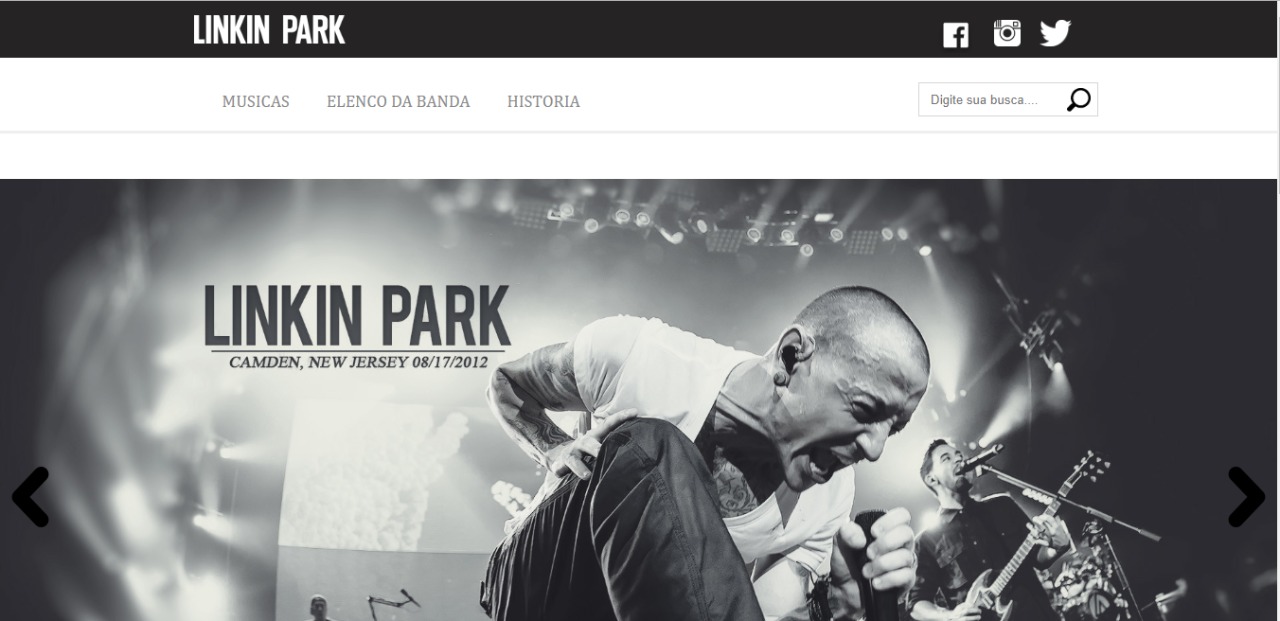 LINKIN PARK
MUSICAS ELENCO DA BANDA HISTORIA
Digite sua busca....
LINKIN PARK
CAMDEN, NEW JERSEY 08/17/2012